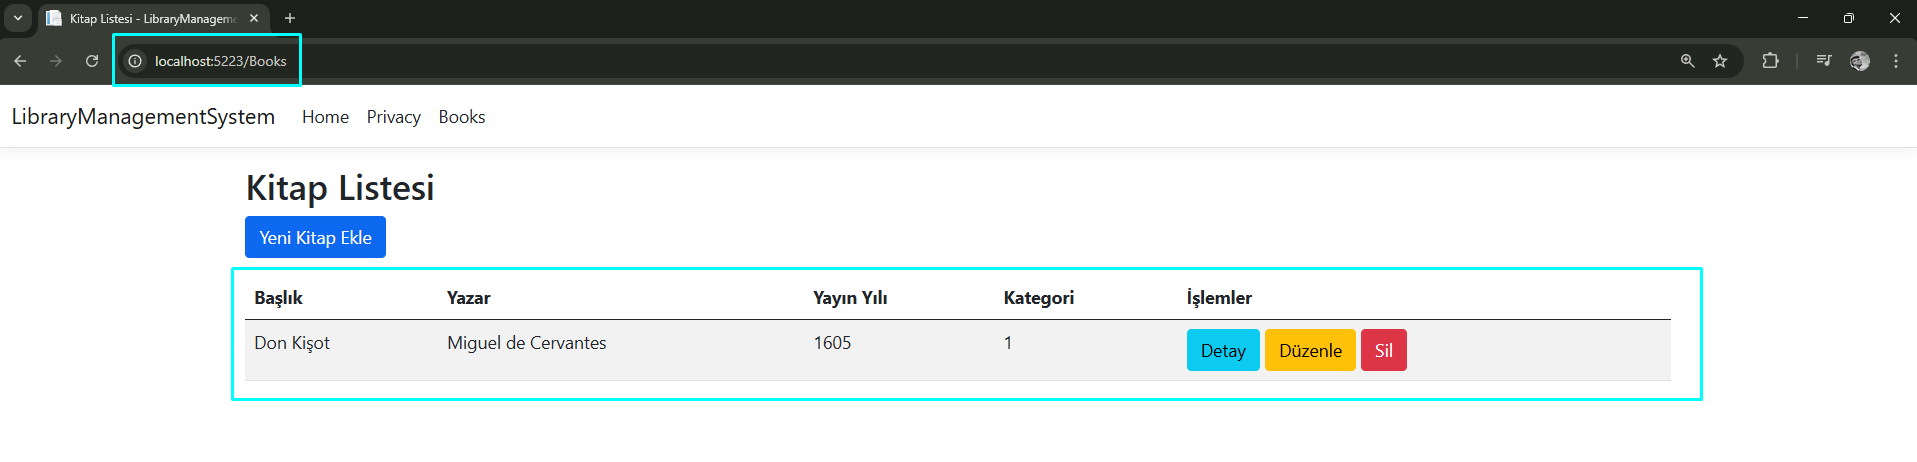 Kitap Listesi - LibraryManageme
localhost:5223/Books
LibraryManagementSystem Home Privacy Books
Kitap Listesi
Yeni Kitap Ekle
Başlık Yazar Yayın Yılı Kategori İşlemler
Don Kişot Miguel de Cervantes 1605 1 Detay Düzenle Sil